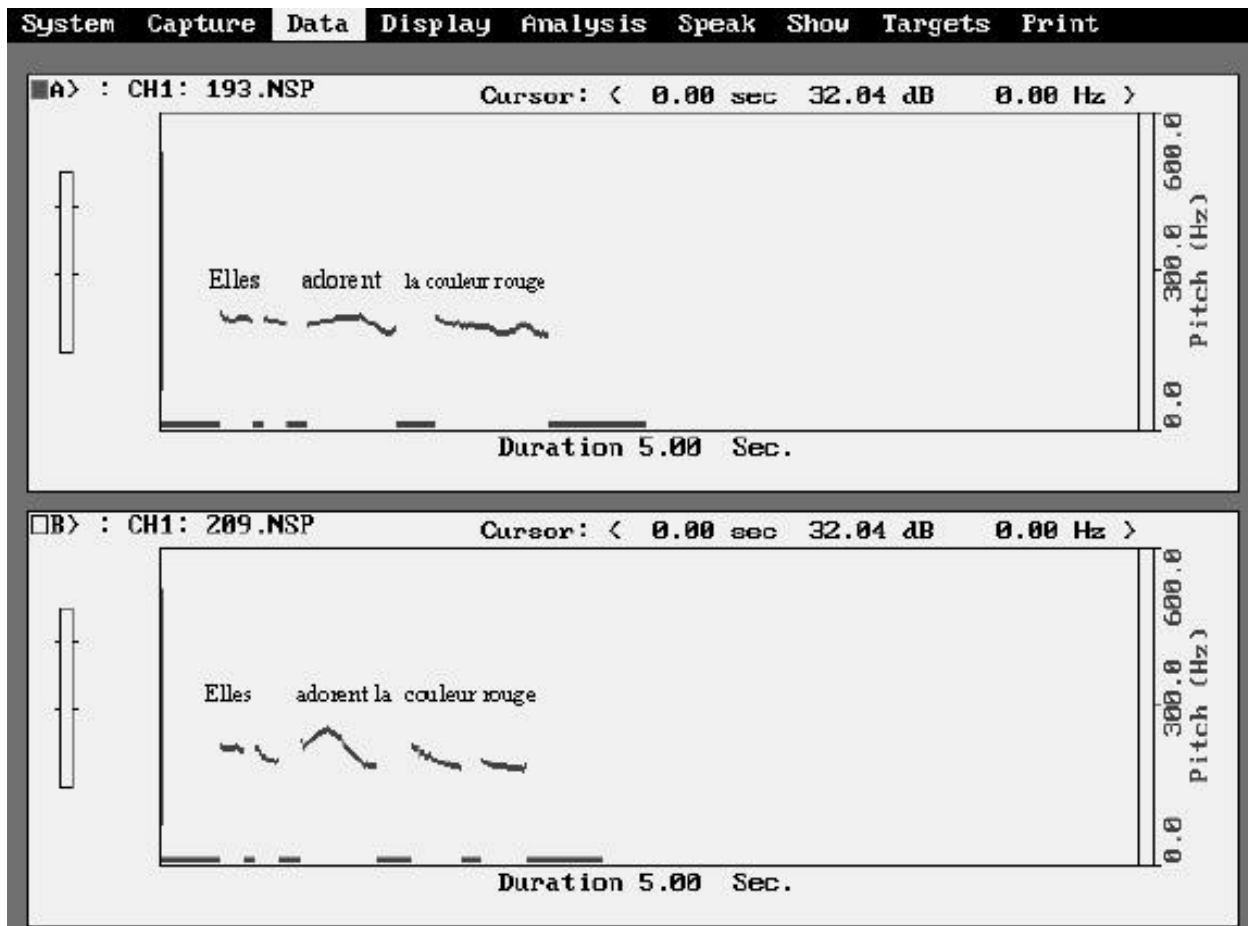 System Capture Data Display Analysis Speak Show Targets Print
■A> : CH1: 193.NSP Cursor: < 0.00 sec 32.04 dB 0.00 Hz >
600.0
300.0
0.0
Pitch (Hz)
Elles adorent la couleur rouge
Duration 5.00 Sec.
□B> : CH1: 209.NSP Cursor: < 0.00 sec 32.04 dB 0.00 Hz >
600.0
300.0
0.0
Pitch (Hz)
Elles adorent la couleur rouge
Duration 5.00 Sec.